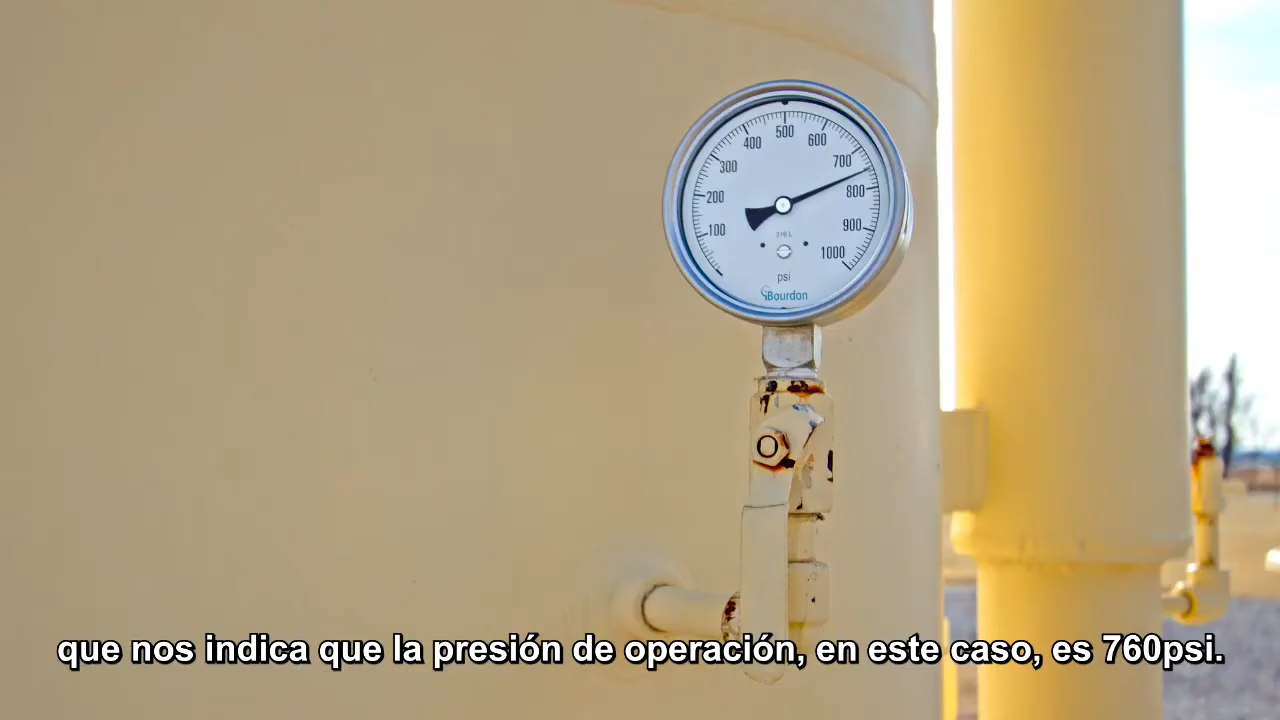 500
400
600
300
700
200
800
100
900
1000
316 L
psi
Bourdon
O
que nos indica que la presión de operación, en este caso, es 760psi.